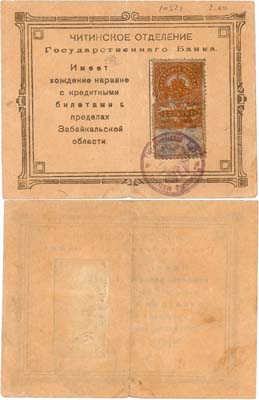 ЧИТИНСКОЕ ОТДЕЛЕНИЕ
Государственнаго Банка.
Имеет
хождение наравне
с кредитными
билетами в
пределах
Забайкальской
области.